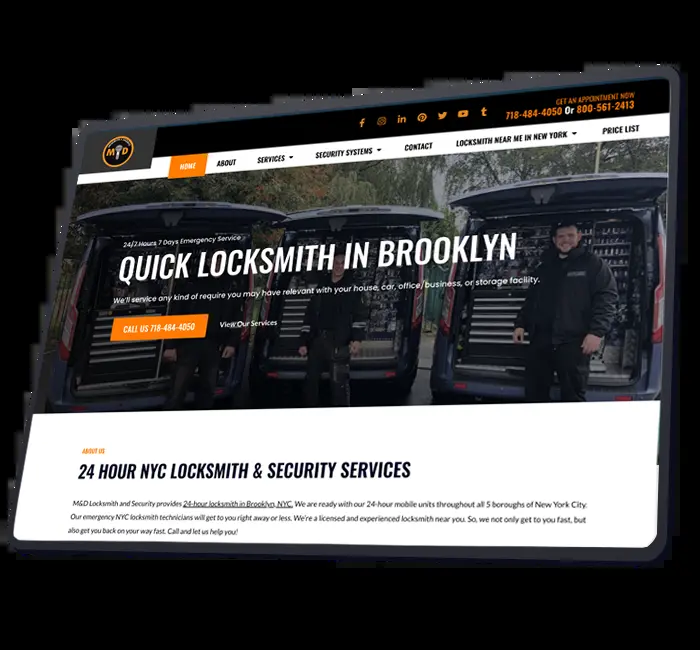 GET AN APPOINTMENT NOW
718-484-4050 Or 800-561-2413
M D
HOME ABOUT SERVICES SECURITY SYSTEMS CONTACT LOCKSMITH NEAR ME IN NEW YORK PRICE LIST
24/7 Hours 7 Days Emergency Service
QUICK LOCKSMITH IN BROOKLYN
We'll service any kind of require you may have relevant with your house, car, office/business, or storage facility.
CALL US 718-484-4050 View Our Services
ABOUT US
24 HOUR NYC LOCKSMITH & SECURITY SERVICES
M&D Locksmith and Security provides 24-hour locksmith in Brooklyn, NYC. We are ready with our 24-hour mobile units throughout all 5 boroughs of New York City.
Our emergency NYC locksmith technicians will get to you right away or less. We're a licensed and experienced locksmith near you. So, we not only get to you fast, but
also get you back on your way fast. Call and let us help you!